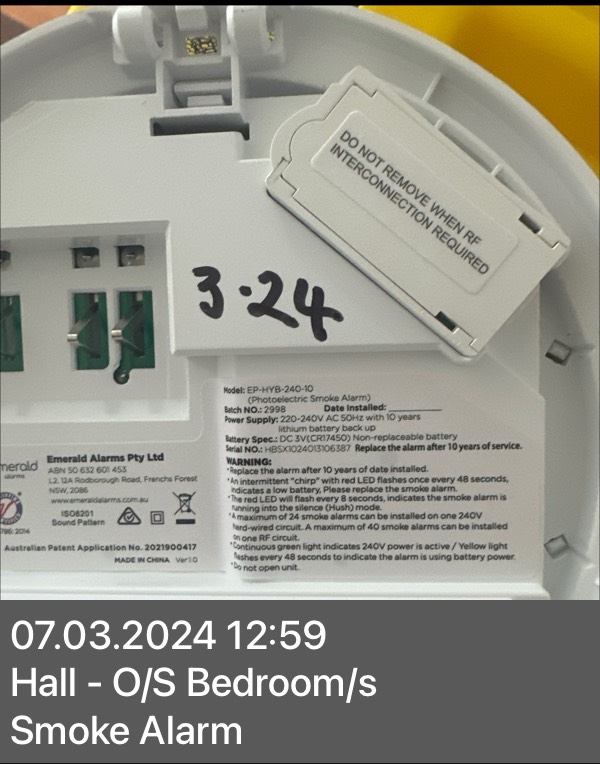 DO NOT REMOVE WHEN RF
INTERCONNECTION REQUIRED
3.24
Model: EP-HYB-240-10
(Photoelectric Smoke Alarm)
Batch NO.: 2998 Date Installed:
Power Supply: 220-240V AC 50Hz with 10 years
lithium battery back up
Battery Spec.: DC 3V(CR17450) Non-replaceable battery
Serial NO.: HBSX1024013106387 Replace the alarm after 10 years of service.
WARNING:
*Replace the alarm after 10 years of date installed.
*An intermittent "chirp" with red LED flashes once every 48 seconds,
indicates a low battery, Please replace the smoke alarm.
*The red LED will flash every 8 seconds, indicates the smoke alarm is
running into the silence (Hush) mode.
*A maximum of 24 smoke alarms can be installed on one 240V
hard-wired circuit. A maximum of 40 smoke alarms can be installed
on one RF circuit.
*Continuous green light indicates 240V power is active / Yellow light
flashes every 48 seconds to indicate the alarm is using battery power.
*Do not open unit.
merald
alarms
Emerald Alarms Pty Ltd
ABN 50 632 601 453
L2, 12A Rodborough Road, Frenchs Forest
NSW, 2086
www.emeraldalarms.com.au
ISO8201
Sound Pattern
786: 2014
Australian Patent Application No. 2021900417
MADE IN CHINA Ver1.0
07.03.2024 12:59
Hall - O/S Bedroom/s
Smoke Alarm